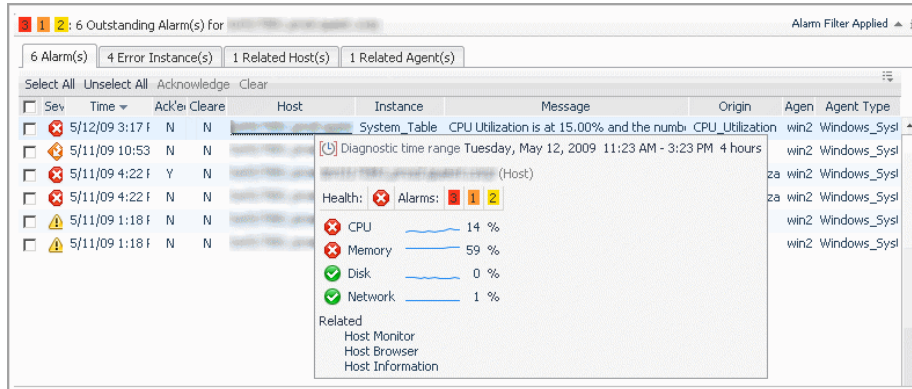 3 1 2 : 6 Outstanding Alarm(s) for
Alarm Filter Applied
6 Alarm(s) 4 Error Instance(s) 1 Related Host(s) 1 Related Agent(s)
Select All Unselect All Acknowledge Clear
Sev Time Ack'e Cleare Host Instance Message Origin Agen Agent Type
5/12/09 3:17 F N N System_Table CPU Utilization is at 15.00% and the numb CPU_Utilization win2 Windows_Sysl
5/11/09 10:53 N N win2 Windows_Sysl
5/11/09 4:22 F Y N za win2 Windows_Sysl
5/11/09 4:22 F N N za win2 Windows_Sysl
5/11/09 1:18 F N N win2 Windows_Sysl
5/11/09 1:18 F N N win2 Windows_Sysl
Diagnostic time range Tuesday, May 12, 2009 11:23 AM - 3:23 PM 4 hours
(Host)
Health: Alarms: 3 1 2
CPU 14 %
Memory 59 %
Disk 0 %
Network 1 %
Related
Host Monitor
Host Browser
Host Information